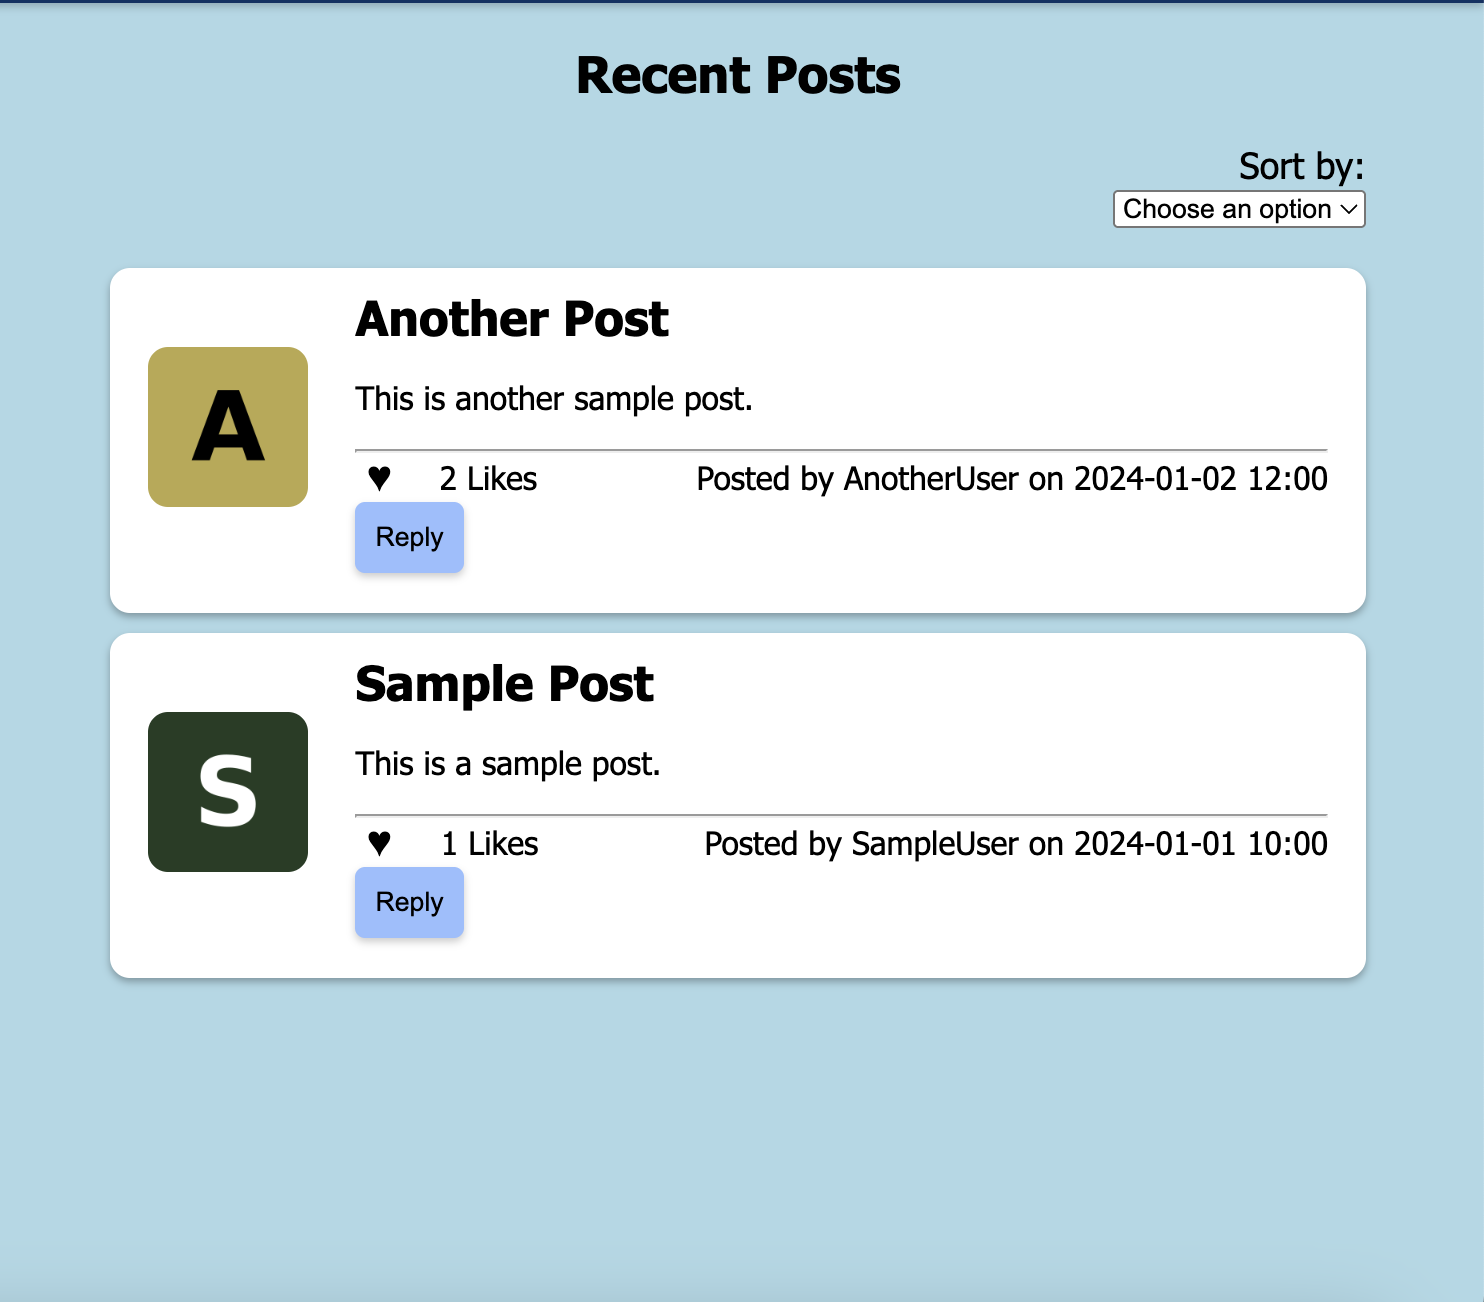 Recent Posts
Sort by:
Choose an option
Another Post
A
This is another sample post.
♥ 2 Likes Posted by AnotherUser on 2024-01-02 12:00
Reply
Sample Post
S
This is a sample post.
♥ 1 Likes Posted by SampleUser on 2024-01-01 10:00
Reply